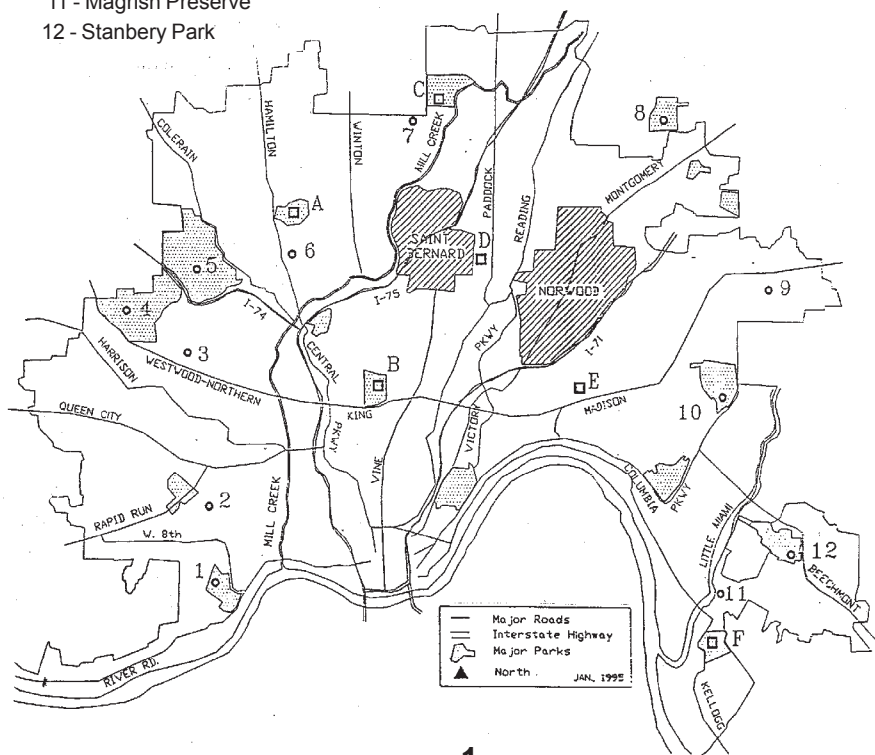 11 - Magrish Preserve
12 - Stanbery Park
C
7
8
COLERAIN
HAMILTON
WINTON
MILL CREEK
PADDOCK
READING
MONTGOMERY
A
6
5
SAINT BERNARD
D
NORWOOD
9
4
I-74
I-75
I-71
3
HARRISON
WESTWOOD-NORTHERN
CENTRAL PKWY
B
KING
PKWY
VICTORY
E
MADISON
10
QUEEN CITY
VINE
COLUMBIA PKWY
2
RAPID RUN
W. 8th
MILL CREEK
LITTLE MIAMI
12
BEECHMONT
1
11
F
RIVER RD.
KELLOGG
Major Roads
Interstate Highway
Major Parks
North
JAN. 1995
1